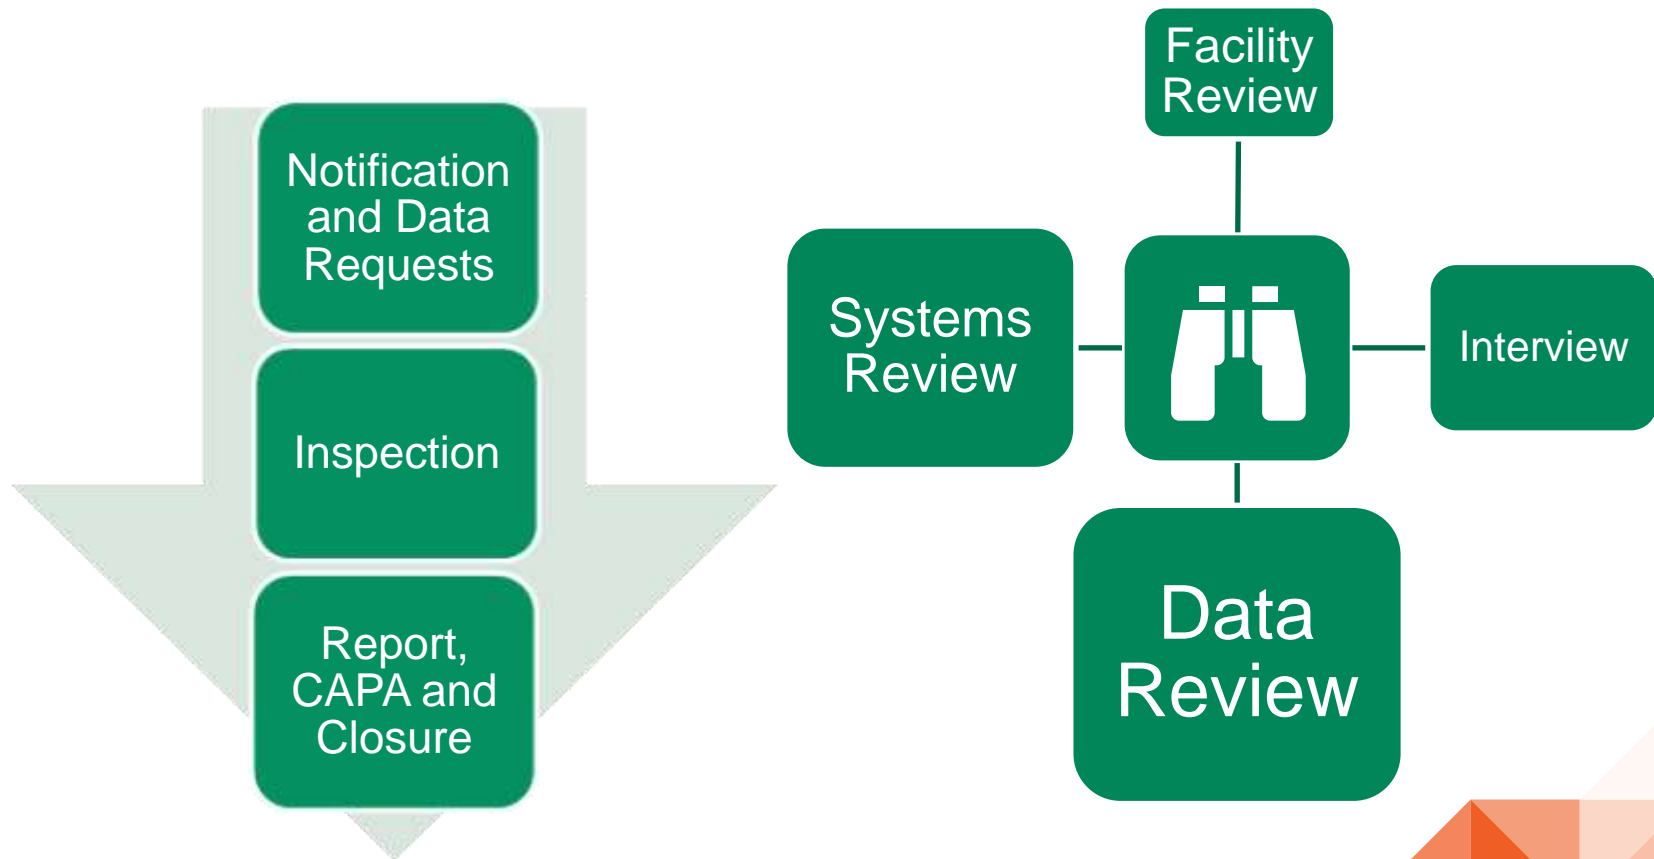 Notification
and Data
Requests
Inspection
Report,
CAPA and
Closure
Facility
Review
Systems
Review
Interview
Data
Review